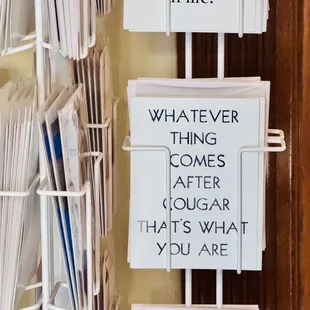 WHATEVER
THING
COMES
AFTER
COUGAR
THAT'S WHAT
YOU ARE